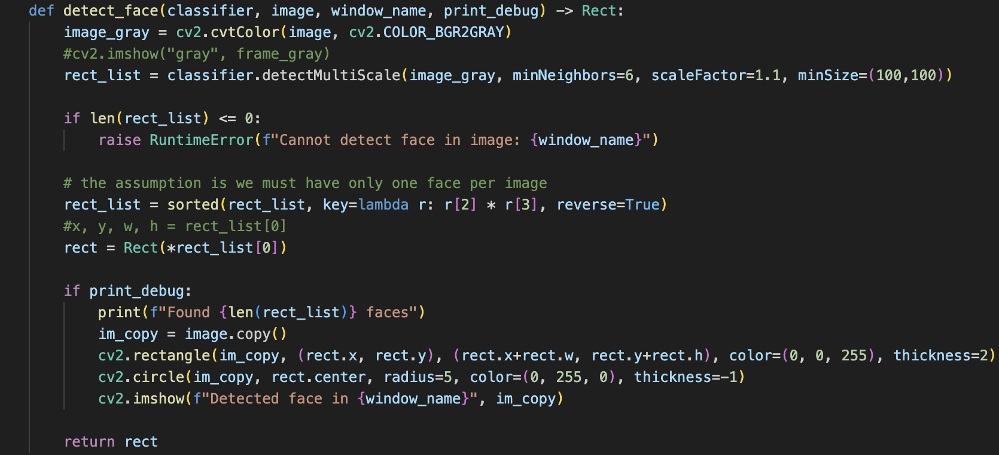 def detect_face(classifier, image, window_name, print_debug) -> Rect:
    image_gray = cv2.cvtColor(image, cv2.COLOR_BGR2GRAY)
    #cv2.imshow("gray", frame_gray)
    rect_list = classifier.detectMultiScale(image_gray, minNeighbors=6, scaleFactor=1.1, minSize=(100,100))
    if len(rect_list) <= 0:
        raise RuntimeError(f"Cannot detect face in image: {window_name}")
    # the assumption is we must have only one face per image
    rect_list = sorted(rect_list, key=lambda r: r[2] * r[3], reverse=True)
    #x, y, w, h = rect_list[0]
    rect = Rect(*rect_list[0])
    if print_debug:
        print(f"Found {len(rect_list)} faces")
        im_copy = image.copy()
        cv2.rectangle(im_copy, (rect.x, rect.y), (rect.x+rect.w, rect.y+rect.h), color=(0, 0, 255), thickness=2)
        cv2.circle(im_copy, rect.center, radius=5, color=(0, 255, 0), thickness=-1)
        cv2.imshow(f"Detected face in {window_name}", im_copy)
    return rect